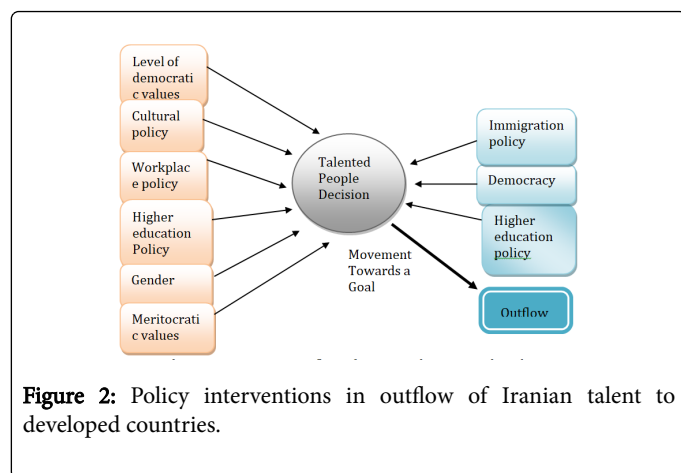 Level of
democrati
c values
Cultural
policy
Workplac
e policy
Higher
education
Policy
Gender
Meritocrati
c values
Talented
People
Decision
Movement
Towards a
Goal
Immigration
policy
Democracy
Higher
education
policy
Outflow
Figure 2: Policy interventions in outflow of Iranian talent to
developed countries.